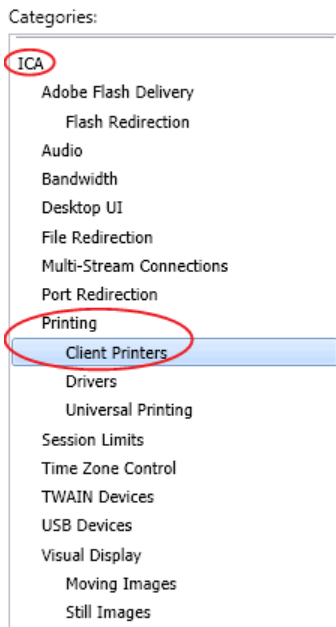 Categories:
ICA
Adobe Flash Delivery
Flash Redirection
Audio
Bandwidth
Desktop UI
File Redirection
Multi-Stream Connections
Port Redirection
Printing
Client Printers
Drivers
Universal Printing
Session Limits
Time Zone Control
TWAIN Devices
USB Devices
Visual Display
Moving Images
Still Images